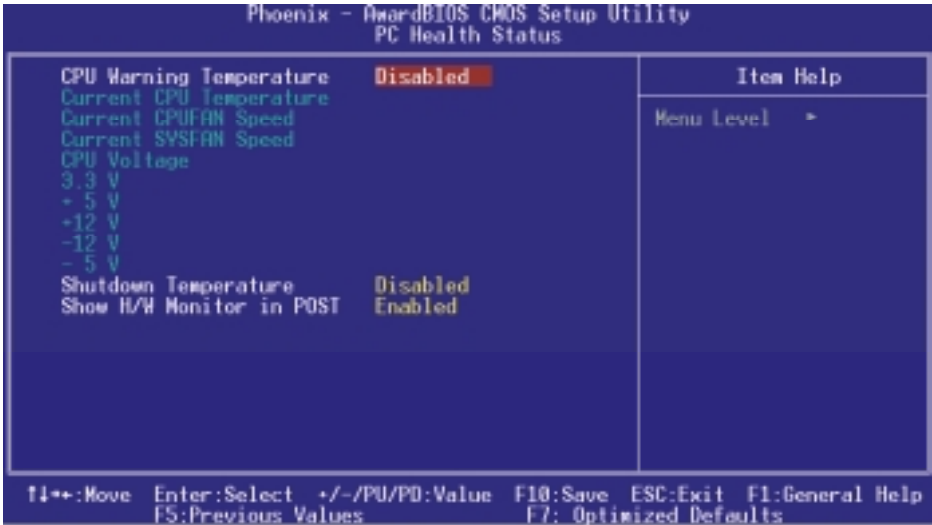 Phoenix - AwardBIOS CMOS Setup Utility
PC Health Status
CPU Warning Temperature Disabled
Current CPU Temperature
Current CPUFAN Speed
Current SYSFAN Speed
CPU Voltage
3.3 V
+ 5 V
+12 V
-12 V
- 5 V
Shutdown Temperature Disabled
Show H/W Monitor in POST Enabled
Item Help
Menu Level ►
↑↓→←:Move Enter:Select +/-/PU/PD:Value F10:Save ESC:Exit F1:General Help
F5:Previous Values F7: Optimized Defaults